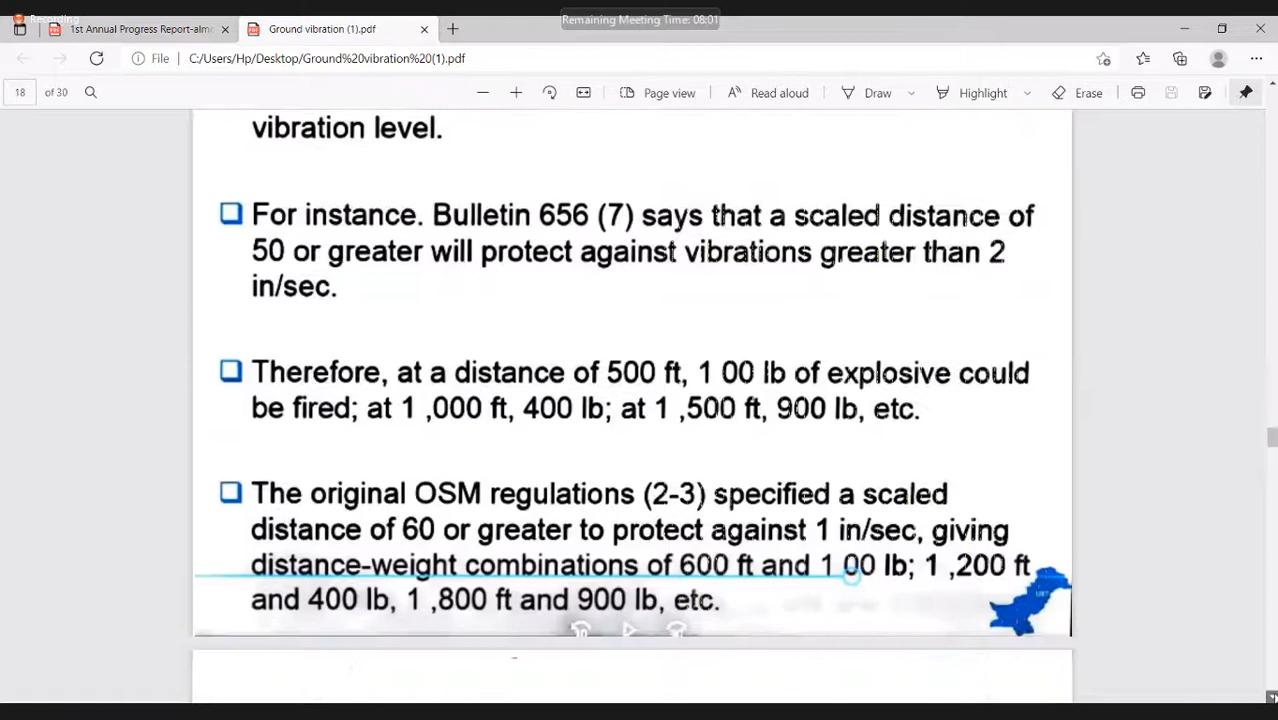 Recording
Remaining Meeting Time: 08:01
1st Annual Progress Report-alm
Ground vibration (1).pdf
File
C:/Users/Hp/Desktop/Ground%20vibration%20(1).pdf
18 of 30
Page view
Read aloud
Draw
Highlight
Erase
vibration level.
For instance. Bulletin 656 (7) says that a scaled distance of
50 or greater will protect against vibrations greater than 2
in/sec.
Therefore, at a distance of 500 ft, 1 00 lb of explosive could
be fired; at 1 ,000 ft, 400 lb; at 1 ,500 ft, 900 lb, etc.
The original OSM regulations (2-3) specified a scaled
distance of 60 or greater to protect against 1 in/sec, giving
distance-weight combinations of 600 ft and 1 00 lb; 1 ,200 ft
and 400 lb, 1 ,800 ft and 900 lb, etc.